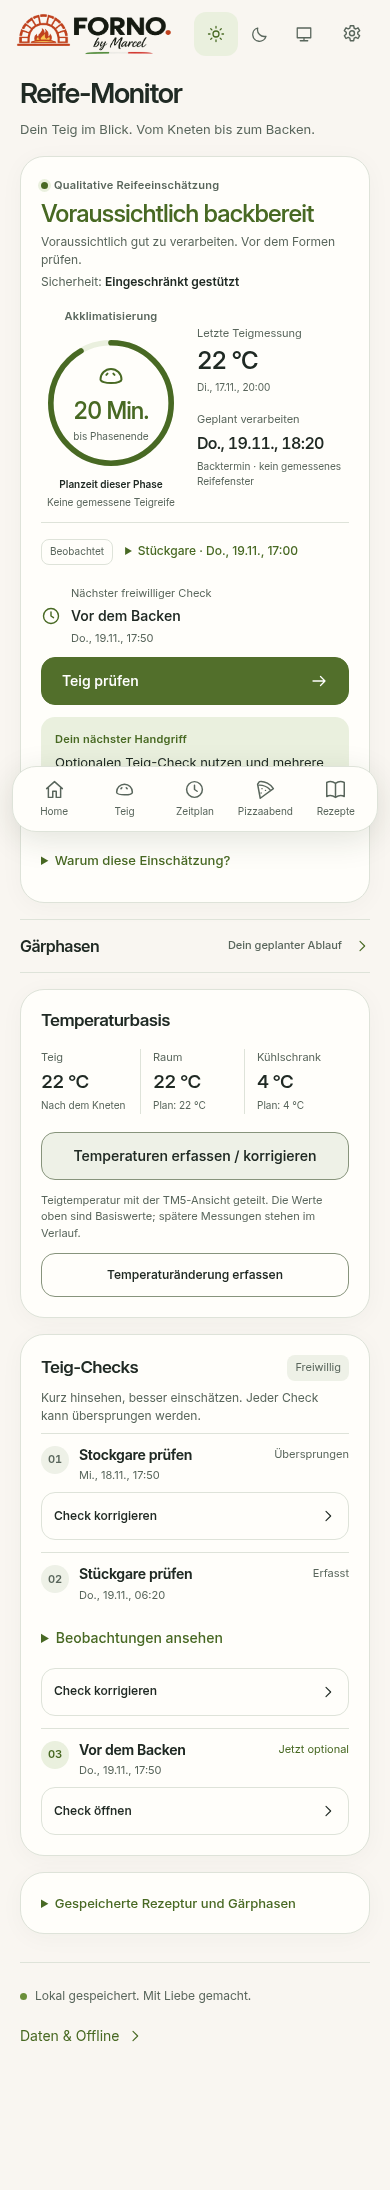 FORNO.
by Marcel
Reife-Monitor
Dein Teig im Blick. Vom Kneten bis zum Backen.
Qualitative Reifeeinschätzung
Voraussichtlich backbereit
Voraussichtlich gut zu verarbeiten. Vor dem Formen
prüfen.
Sicherheit: Eingeschränkt gestützt
Akklimatisierung
20 Min.
bis Phasenende
Planzeit dieser Phase
Keine gemessene Teigreife
Letzte Teigmessung
22 °C
Di., 17.11., 20:00
Geplant verarbeiten
Do., 19.11., 18:20
Backtermin · kein gemessenes
Reifefenster
Beobachtet
Stückgare · Do., 19.11., 17:00
Nächster freiwilliger Check
Vor dem Backen
Do., 19.11., 17:50
Teig prüfen
Dein nächster Handgriff
Optionalen Teig-Check nutzen und mehrere
Home
Teig
Zeitplan
Pizzaabend
Rezepte
Warum diese Einschätzung?
Gärphasen
Dein geplanter Ablauf
Temperaturbasis
Teig
22 °C
Nach dem Kneten
Raum
22 °C
Plan: 22 °C
Kühlschrank
4 °C
Plan: 4 °C
Temperaturen erfassen / korrigieren
Teigtemperatur mit der TM5-Ansicht geteilt. Die Werte
oben sind Basiswerte; spätere Messungen stehen im
Verlauf.
Temperaturänderung erfassen
Teig-Checks
Freiwillig
Kurz hinsehen, besser einschätzen. Jeder Check
kann übersprungen werden.
01
Stockgare prüfen
Übersprungen
Mi., 18.11., 17:50
Check korrigieren
02
Stückgare prüfen
Erfasst
Do., 19.11., 06:20
Beobachtungen ansehen
Check korrigieren
03
Vor dem Backen
Jetzt optional
Do., 19.11., 17:50
Check öffnen
Gespeicherte Rezeptur und Gärphasen
Lokal gespeichert. Mit Liebe gemacht.
Daten & Offline